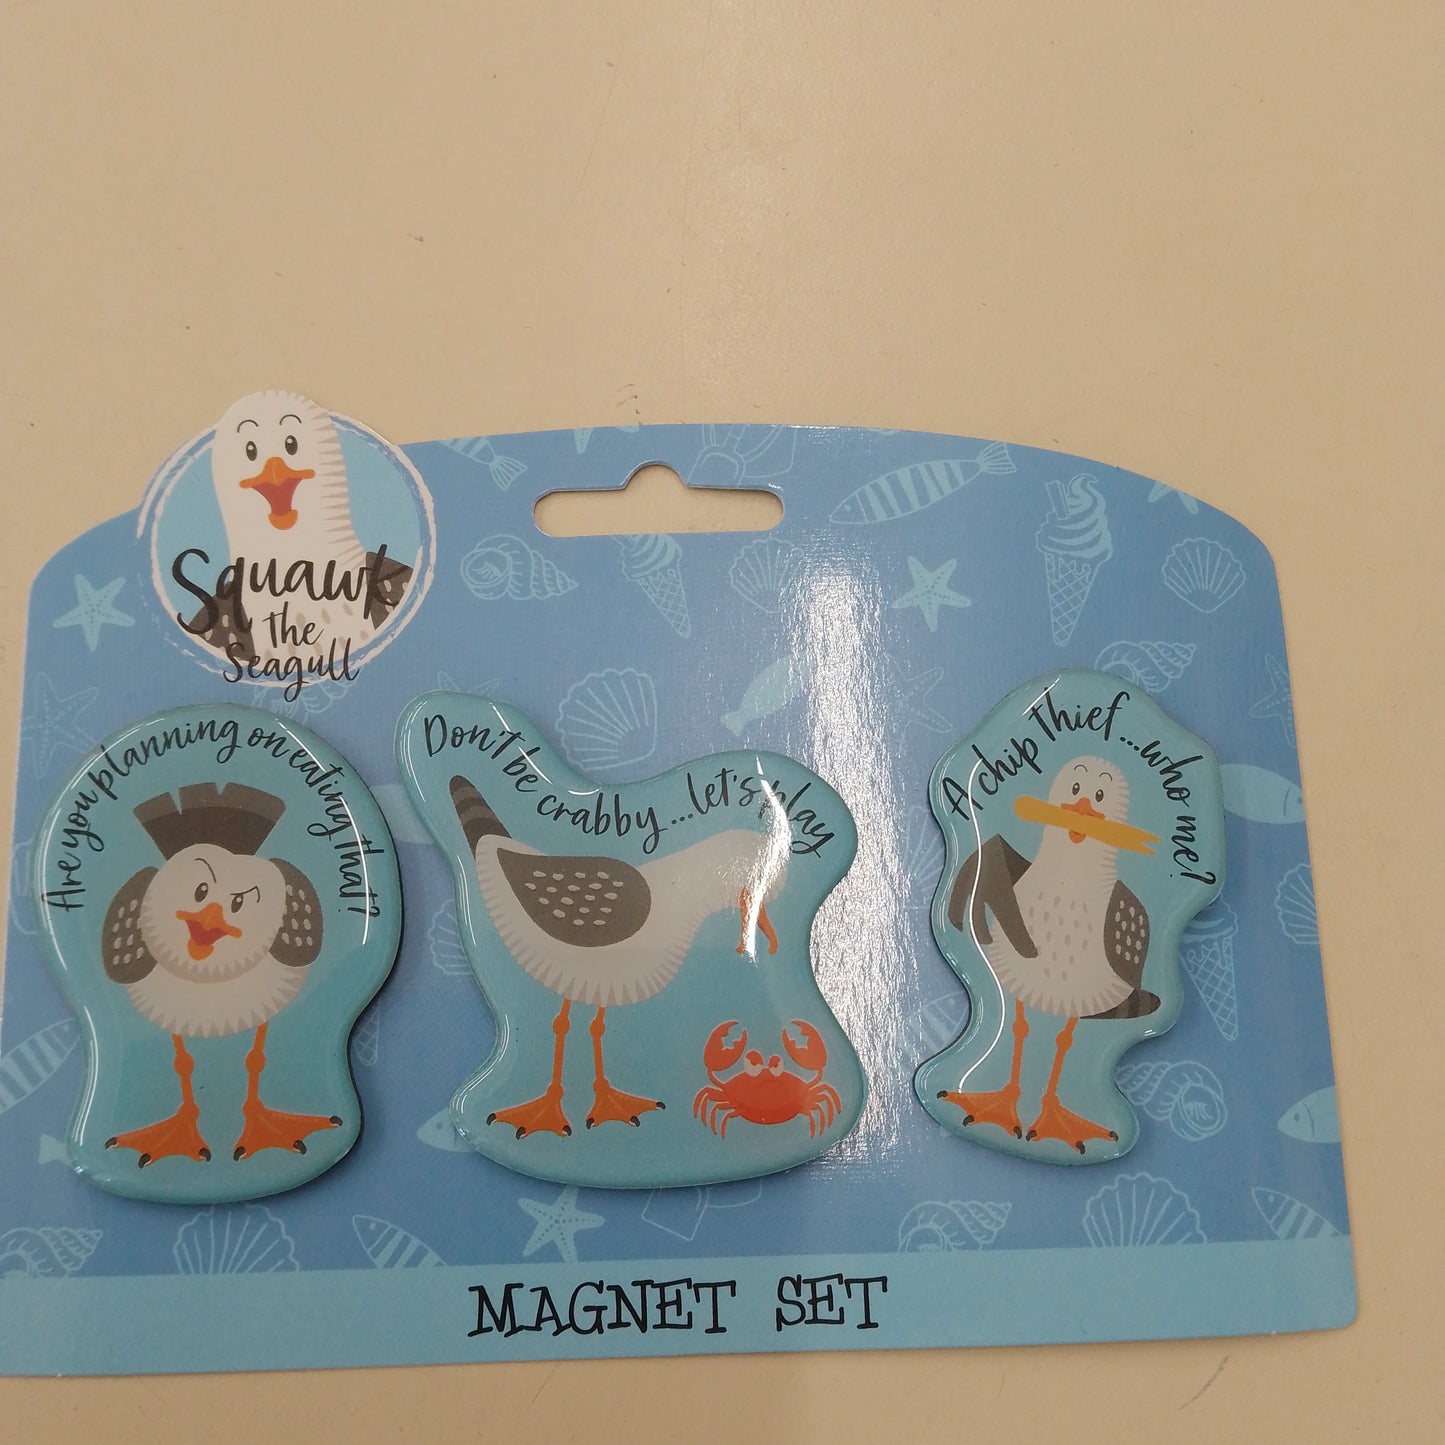 Squawk
the
Seagull
Are you planning on eating that?
Don't be crabby...let's play
A chip thief...who me?
MAGNET SET